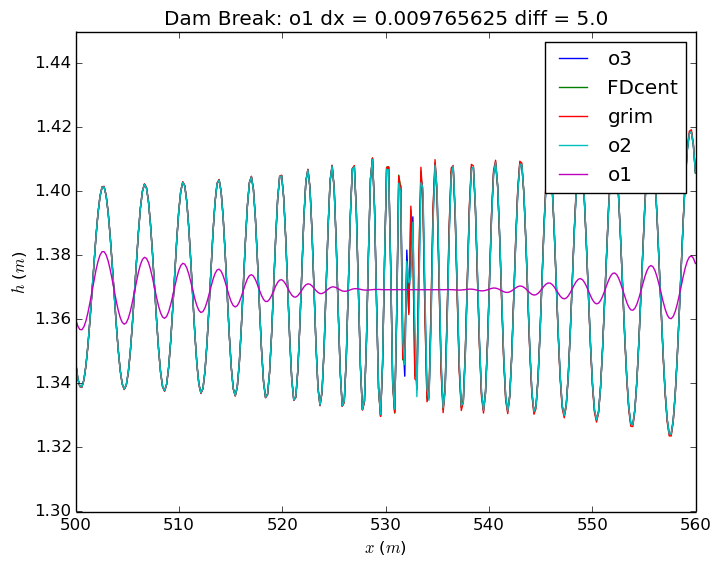 Dam Break: o1 dx = 0.009765625 diff = 5.0
o3
FDcent
grim
o2
o1
1.44
1.42
1.40
1.38
1.36
1.34
1.32
1.30
h (m)
500
510
520
530
540
550
560
x (m)